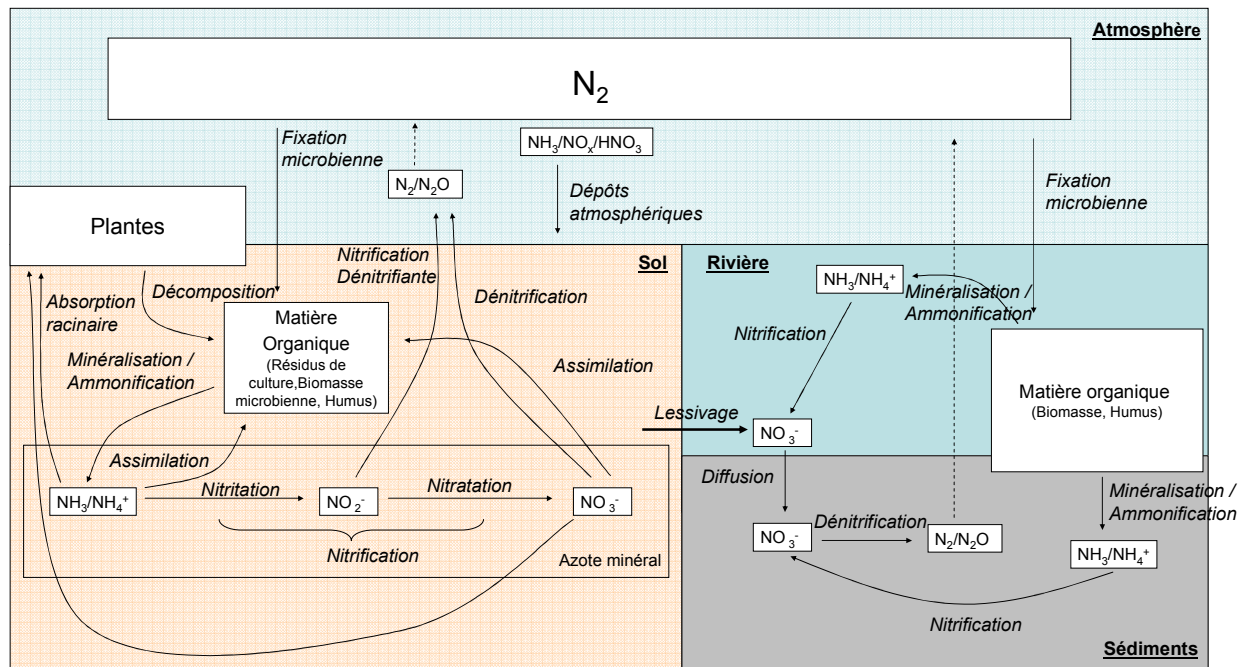 Atmosphère
N₂
Fixation
microbienne
NH₃/NOₓ/HNO₃
N₂/N₂O
Dépôts
atmosphériques
Fixation
microbienne
Plantes
Nitrification
Dénitrifiante
Sol
Rivière
NH₃/NH₄⁺
Absorption
racinaire
Décomposition
Dénitrification
Minéralisation /
Ammonification
Matière
Organique
(Résidus de
culture,Biomasse
microbienne, Humus)
Nitrification
Minéralisation /
Ammonification
Assimilation
Matière organique
(Biomasse, Humus)
Lessivage
NO₃⁻
Assimilation
Diffusion
NH₃/NH₄⁺
Nitritation
NO₂⁻
Nitratation
NO₃⁻
Minéralisation /
Ammonification
NO₃⁻
Dénitrification
N₂/N₂O
Nitrification
Azote minéral
NH₃/NH₄⁺
Nitrification
Sédiments